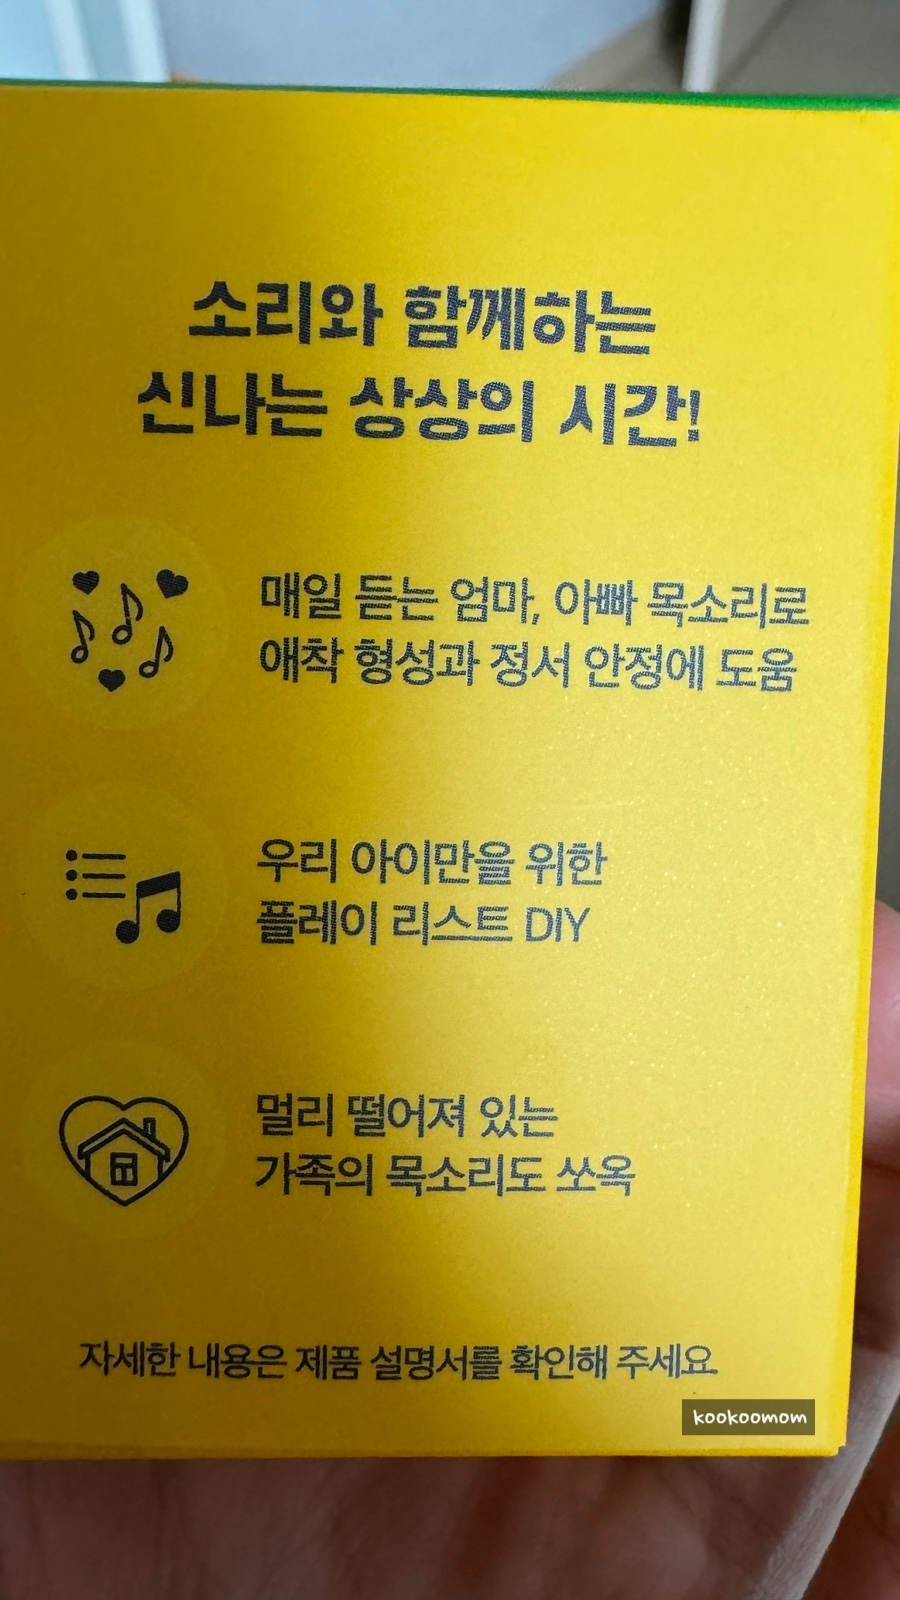 소리와 함께하는
신나는 상상의 시간!
매일 듣는 엄마, 아빠 목소리로
애착 형성과 정서 안정에 도움
우리 아이만을 위한
플레이 리스트 DIY
멀리 떨어져 있는
가족의 목소리도 쏘옥
자세한 내용은 제품 설명서를 확인해 주세요.
kookoomom